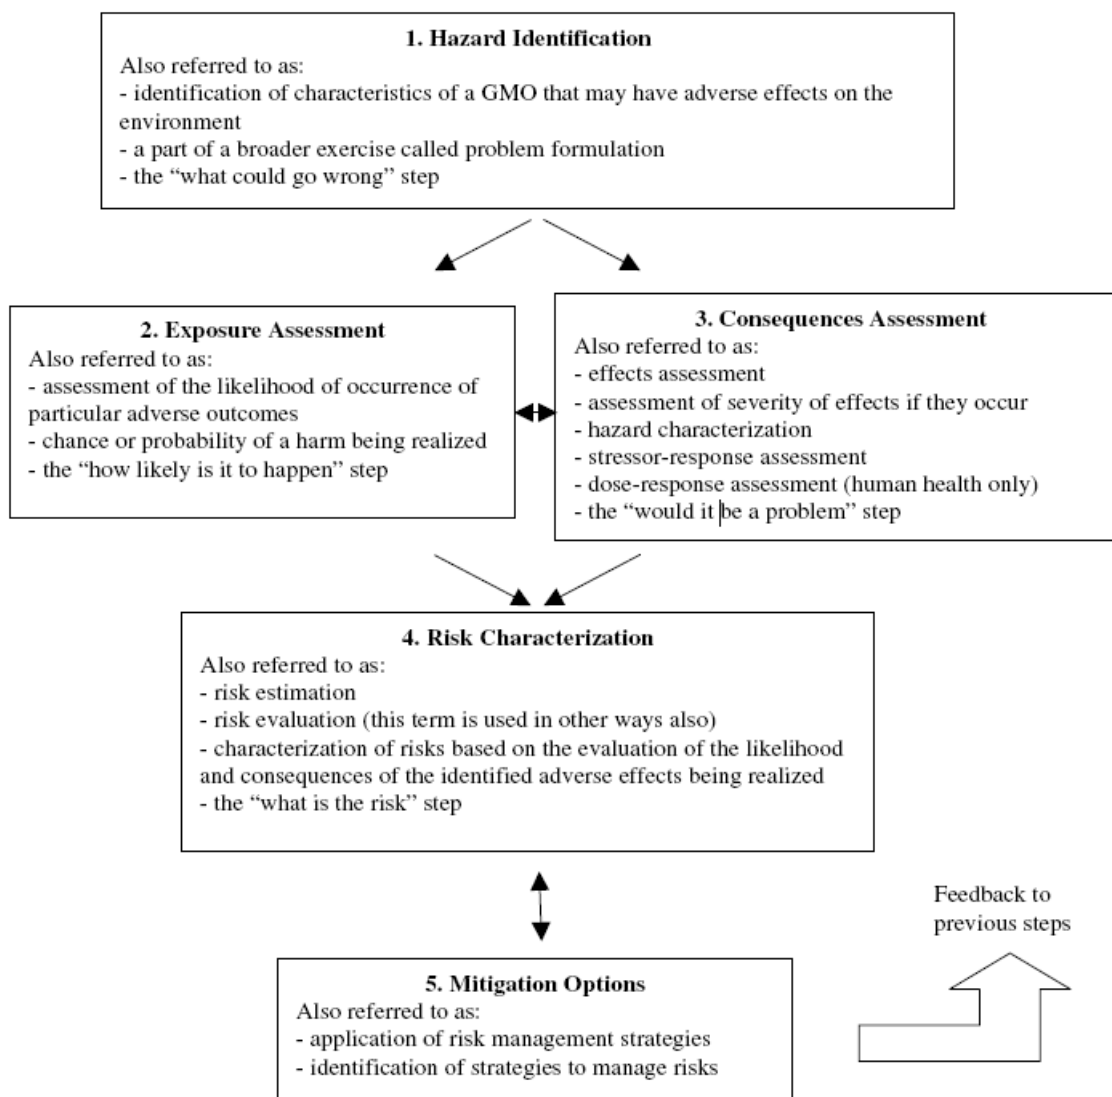 1. Hazard Identification
Also referred to as:
- identification of characteristics of a GMO that may have adverse effects on the
environment
- a part of a broader exercise called problem formulation
- the “what could go wrong” step
2. Exposure Assessment
Also referred to as:
- assessment of the likelihood of occurrence of
particular adverse outcomes
- chance or probability of a harm being realized
- the “how likely is it to happen” step
3. Consequences Assessment
Also referred to as:
- effects assessment
- assessment of severity of effects if they occur
- hazard characterization
- stressor-response assessment
- dose-response assessment (human health only)
- the “would it be a problem” step
4. Risk Characterization
Also referred to as:
- risk estimation
- risk evaluation (this term is used in other ways also)
- characterization of risks based on the evaluation of the likelihood
and consequences of the identified adverse effects being realized
- the “what is the risk” step
Feedback to
previous steps
5. Mitigation Options
Also referred to as:
- application of risk management strategies
- identification of strategies to manage risks